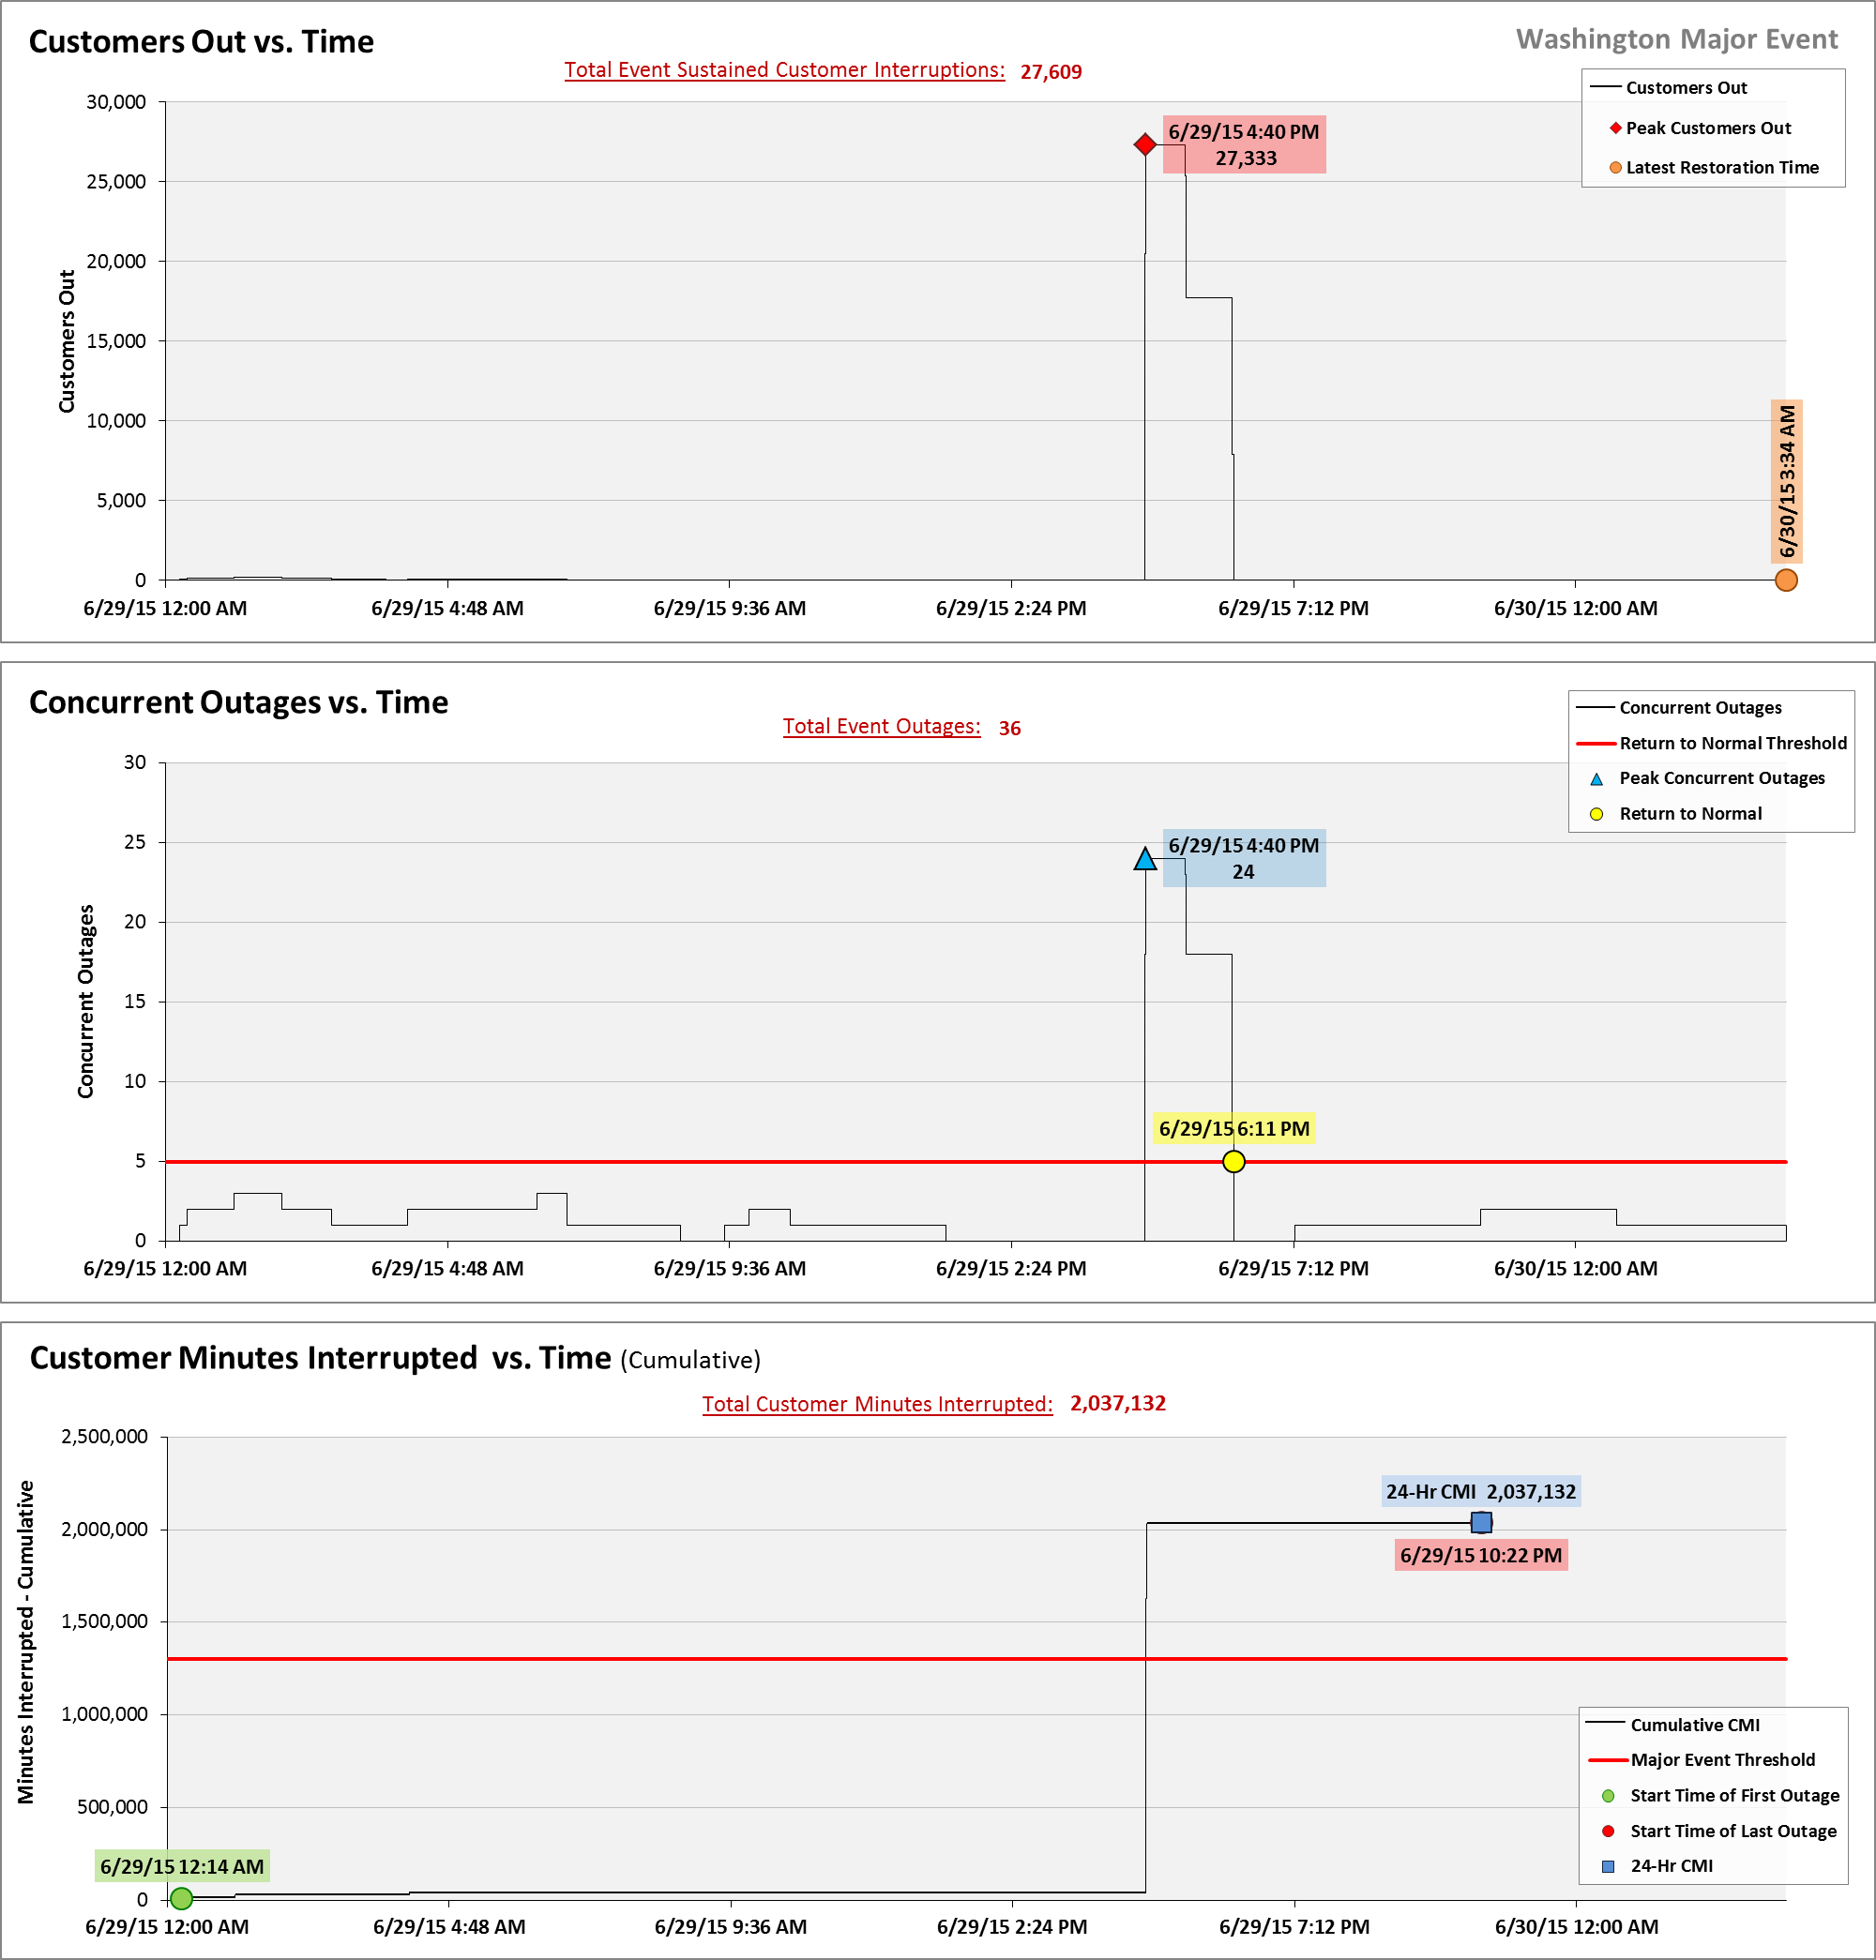 Customers Out vs. Time
Washington Major Event
Total Event Sustained Customer Interruptions: 27,609
Customers Out
Peak Customers Out
Latest Restoration Time
6/29/15 4:40 PM
27,333
30,000
25,000
20,000
15,000
10,000
5,000
0
Customers Out
6/30/15 3:34 AM
6/29/15 12:00 AM
6/29/15 4:48 AM
6/29/15 9:36 AM
6/29/15 2:24 PM
6/29/15 7:12 PM
6/30/15 12:00 AM
Concurrent Outages vs. Time
Total Event Outages: 36
Concurrent Outages
Return to Normal Threshold
Peak Concurrent Outages
Return to Normal
6/29/15 4:40 PM
24
30
25
20
15
10
5
0
Concurrent Outages
6/29/15 6:11 PM
6/29/15 12:00 AM
6/29/15 4:48 AM
6/29/15 9:36 AM
6/29/15 2:24 PM
6/29/15 7:12 PM
6/30/15 12:00 AM
Customer Minutes Interrupted vs. Time (Cumulative)
Total Customer Minutes Interrupted: 2,037,132
2,500,000
2,000,000
1,500,000
1,000,000
500,000
0
Minutes Interrupted - Cumulative
24-Hr CMI 2,037,132
6/29/15 10:22 PM
Cumulative CMI
Major Event Threshold
Start Time of First Outage
Start Time of Last Outage
24-Hr CMI
6/29/15 12:14 AM
6/29/15 12:00 AM
6/29/15 4:48 AM
6/29/15 9:36 AM
6/29/15 2:24 PM
6/29/15 7:12 PM
6/30/15 12:00 AM